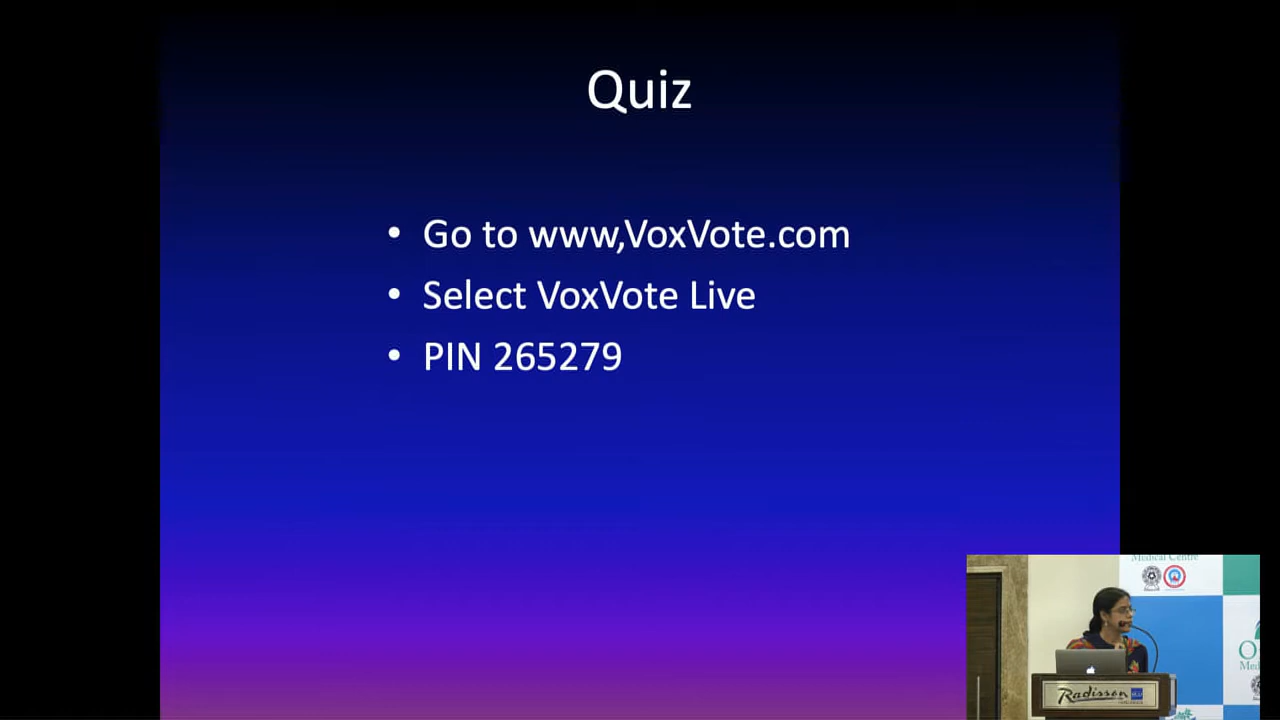 Quiz
• Go to www,VoxVote.com
• Select VoxVote Live
• PIN 265279
Medical Centre
Radisson